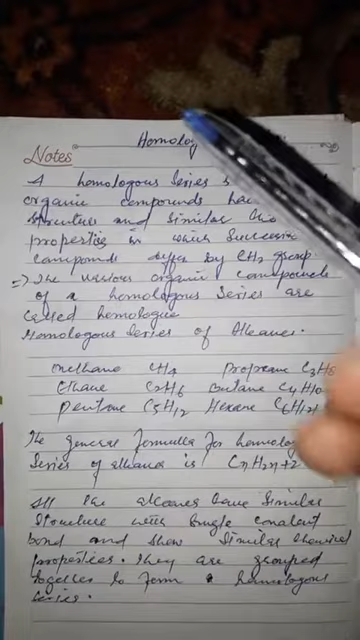 Homolog
Notes
A homologous Series
organic compounds hav
structures and similar che
properties in which Successive
compounds differ by CH2 group
=) The various organic compounds
of a homologous Series are
called homologue
Homologous Series of Alkanes.
Methane CH4 Propane C3H8
Ethane C2H6 Butane C4H10
Pentane C5H12 Hexane C6H14
The general formula for homolog
Series of alkanes is CnH2n+2
All the alkanes have Similar
Structure with Single covalent
bond and show Similar chemical
properties. They are grouped
together to form a homologous
Series.